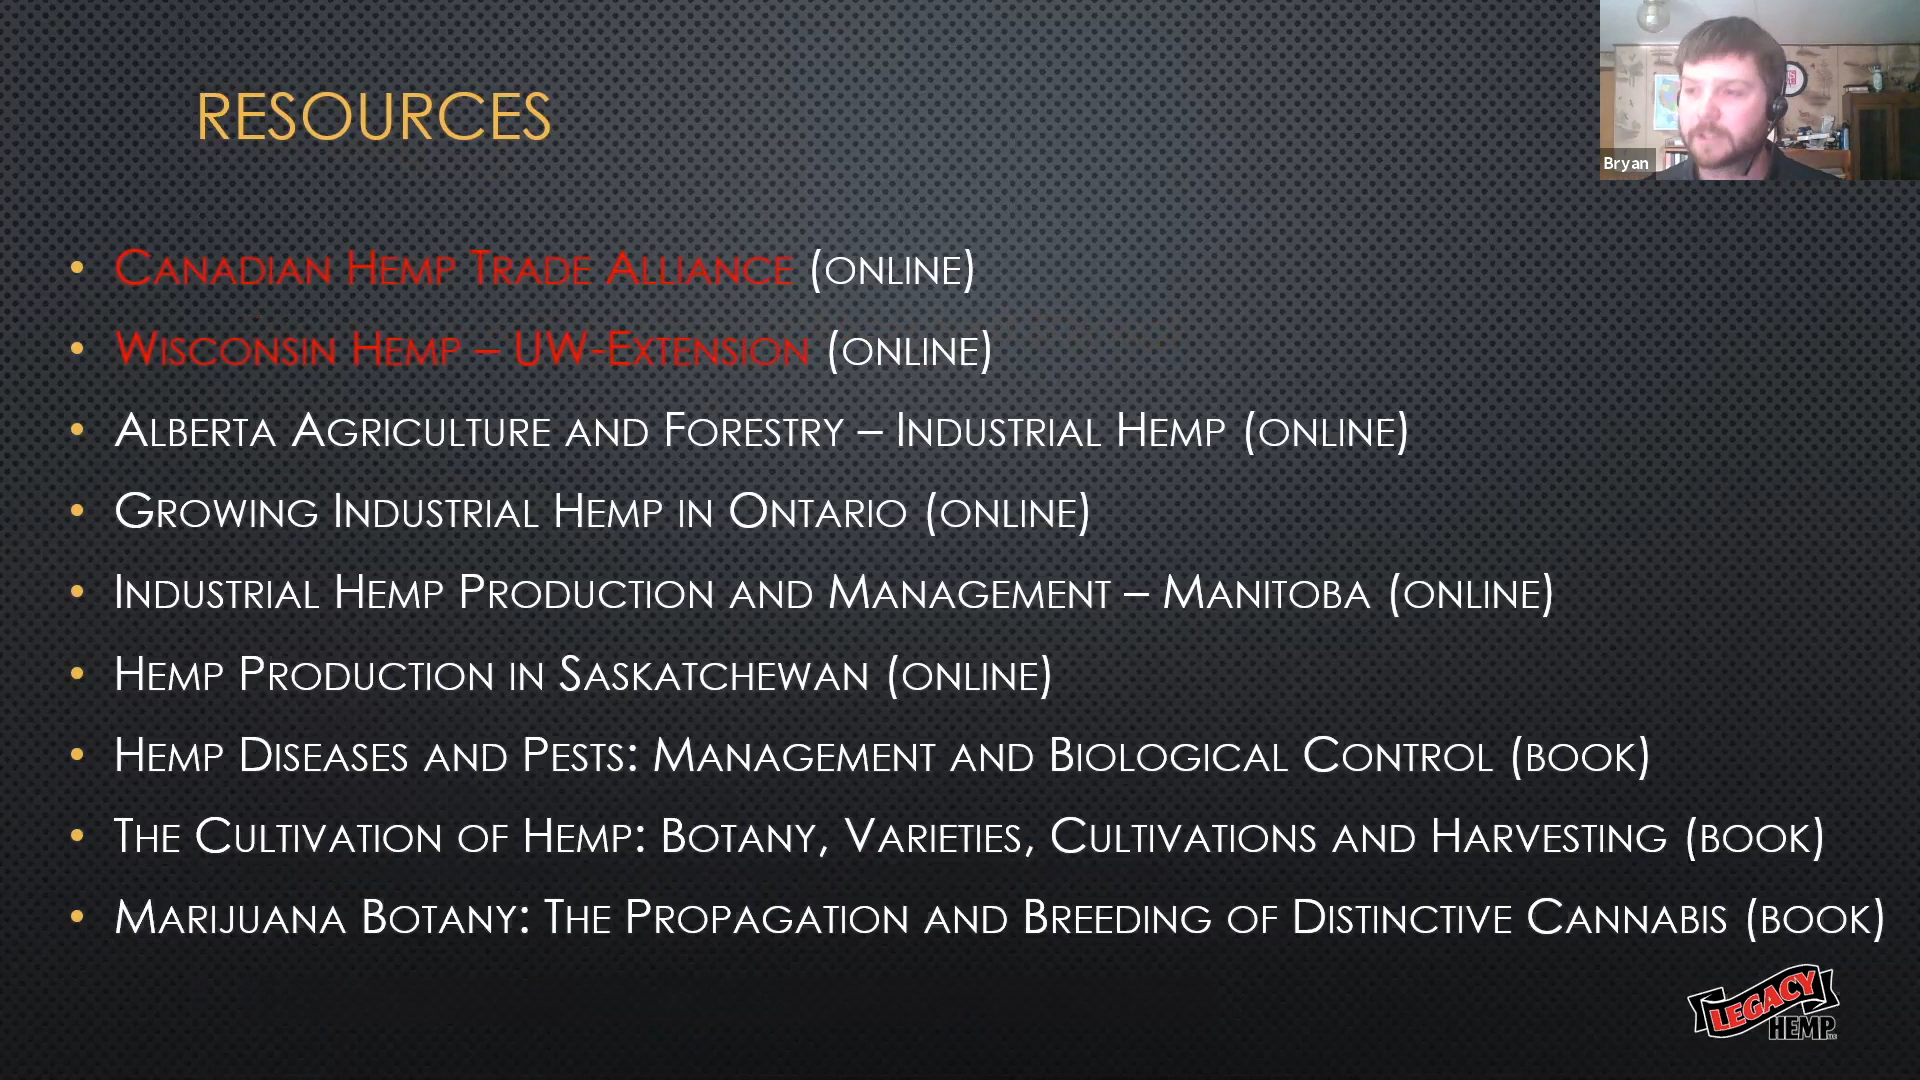 RESOURCES
Bryan
• CANADIAN HEMP TRADE ALLIANCE (ONLINE)
• WISCONSIN HEMP – UW-EXTENSION (ONLINE)
• ALBERTA AGRICULTURE AND FORESTRY – INDUSTRIAL HEMP (ONLINE)
• GROWING INDUSTRIAL HEMP IN ONTARIO (ONLINE)
• INDUSTRIAL HEMP PRODUCTION AND MANAGEMENT – MANITOBA (ONLINE)
• HEMP PRODUCTION IN SASKATCHEWAN (ONLINE)
• HEMP DISEASES AND PESTS: MANAGEMENT AND BIOLOGICAL CONTROL (BOOK)
• THE CULTIVATION OF HEMP: BOTANY, VARIETIES, CULTIVATIONS AND HARVESTING (BOOK)
• MARIJUANA BOTANY: THE PROPAGATION AND BREEDING OF DISTINCTIVE CANNABIS (BOOK)
LEGACY
HEMP